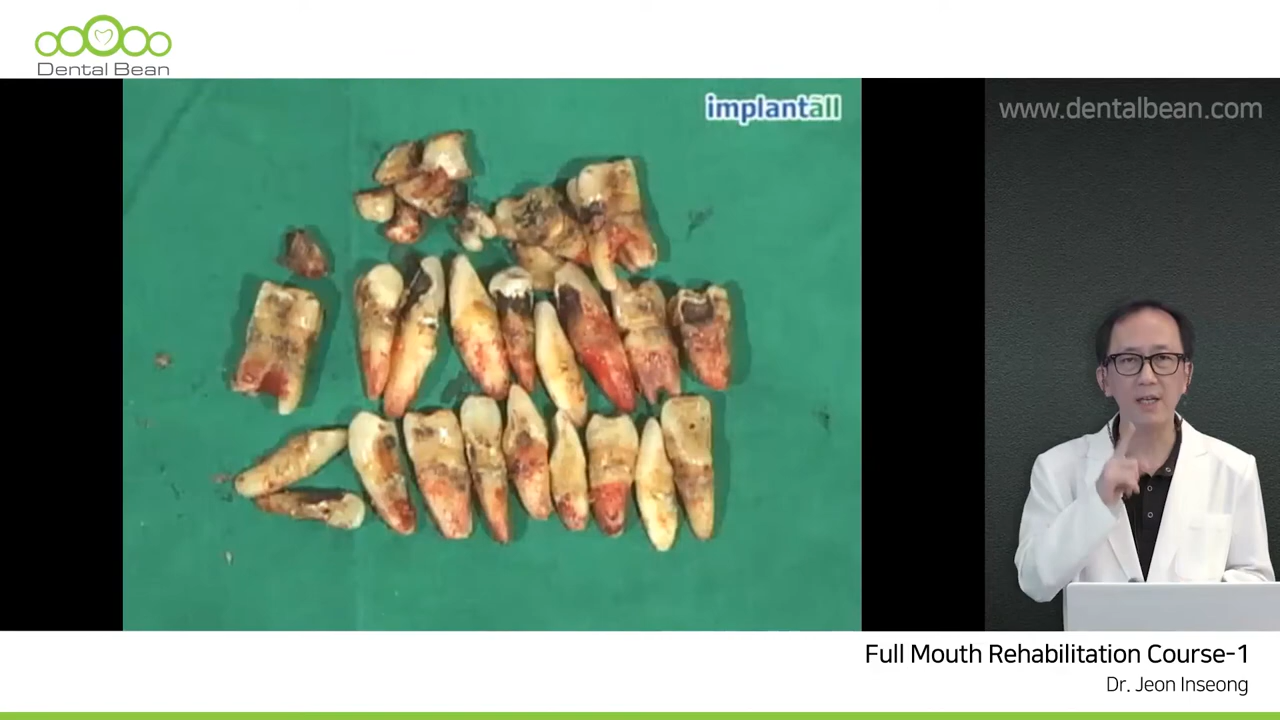 Dental Bean
implantall
www.dentalbean.com
Full Mouth Rehabilitation Course-1
Dr. Jeon Inseong